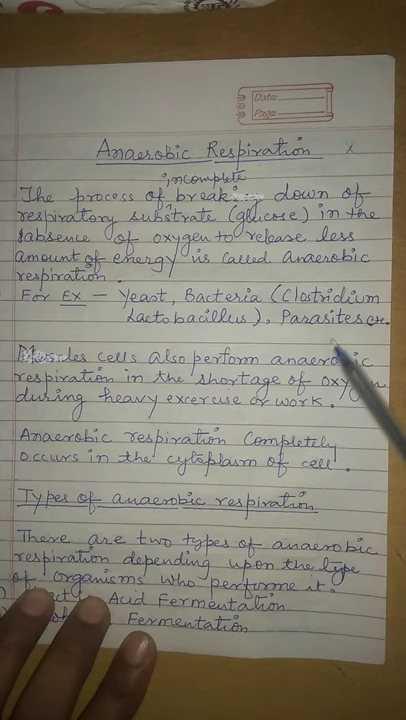 Date:
Page:
Anaerobic Respiration x
incomplete
The process of break down of
respiratory substrate (glucose) in the
absence of oxygen to release less
amount of energy is called anaerobic
respiration.
For Ex — Yeast, Bacteria (Clostridium
Lactobacillus), Parasites etc.
Muscles cells also perform anaerobic
respiration in the shortage of oxygen
during heavy excercise or work.
Anaerobic respiration Completely
occurs in the cytoplasm of cell.
Types of anaerobic respiration
There are two types of anaerobic
respiration depending upon the type
of organisms who performe it.
Acid Fermentation
Fermentation